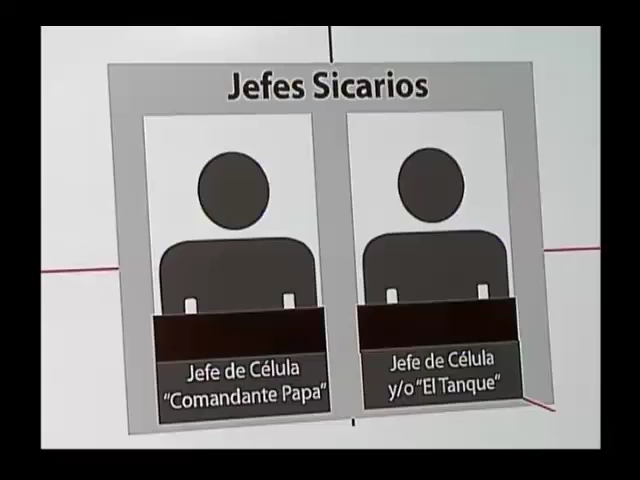 Jefes Sicarios
Jefe de Célula
"Comandante Papa"
Jefe de Célula
y/o "El Tanque"